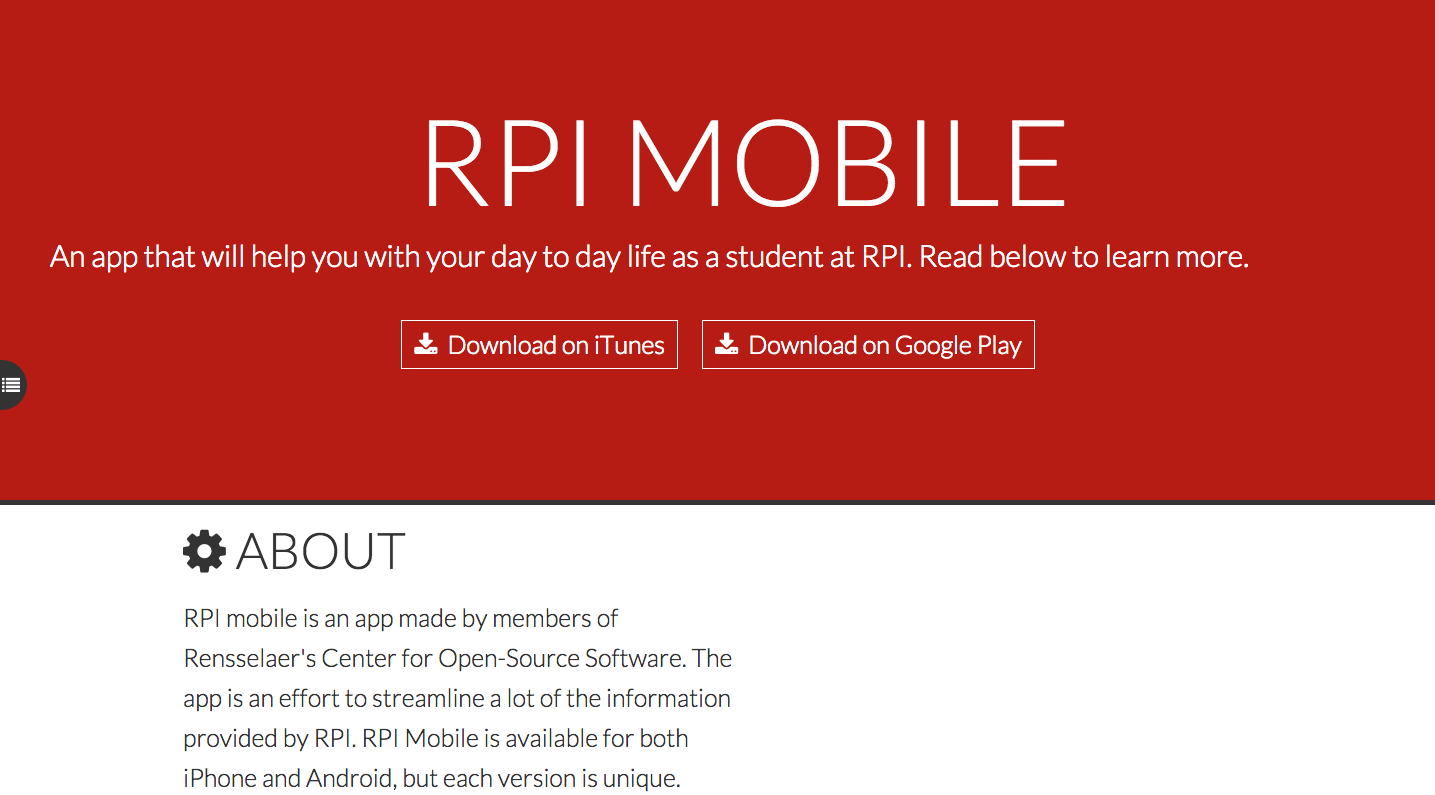 RPI MOBILE
An app that will help you with your day to day life as a student at RPI. Read below to learn more.
Download on iTunes
Download on Google Play
ABOUT
RPI mobile is an app made by members of
Rensselaer's Center for Open-Source Software. The
app is an effort to streamline a lot of the information
provided by RPI. RPI Mobile is available for both
iPhone and Android, but each version is unique.